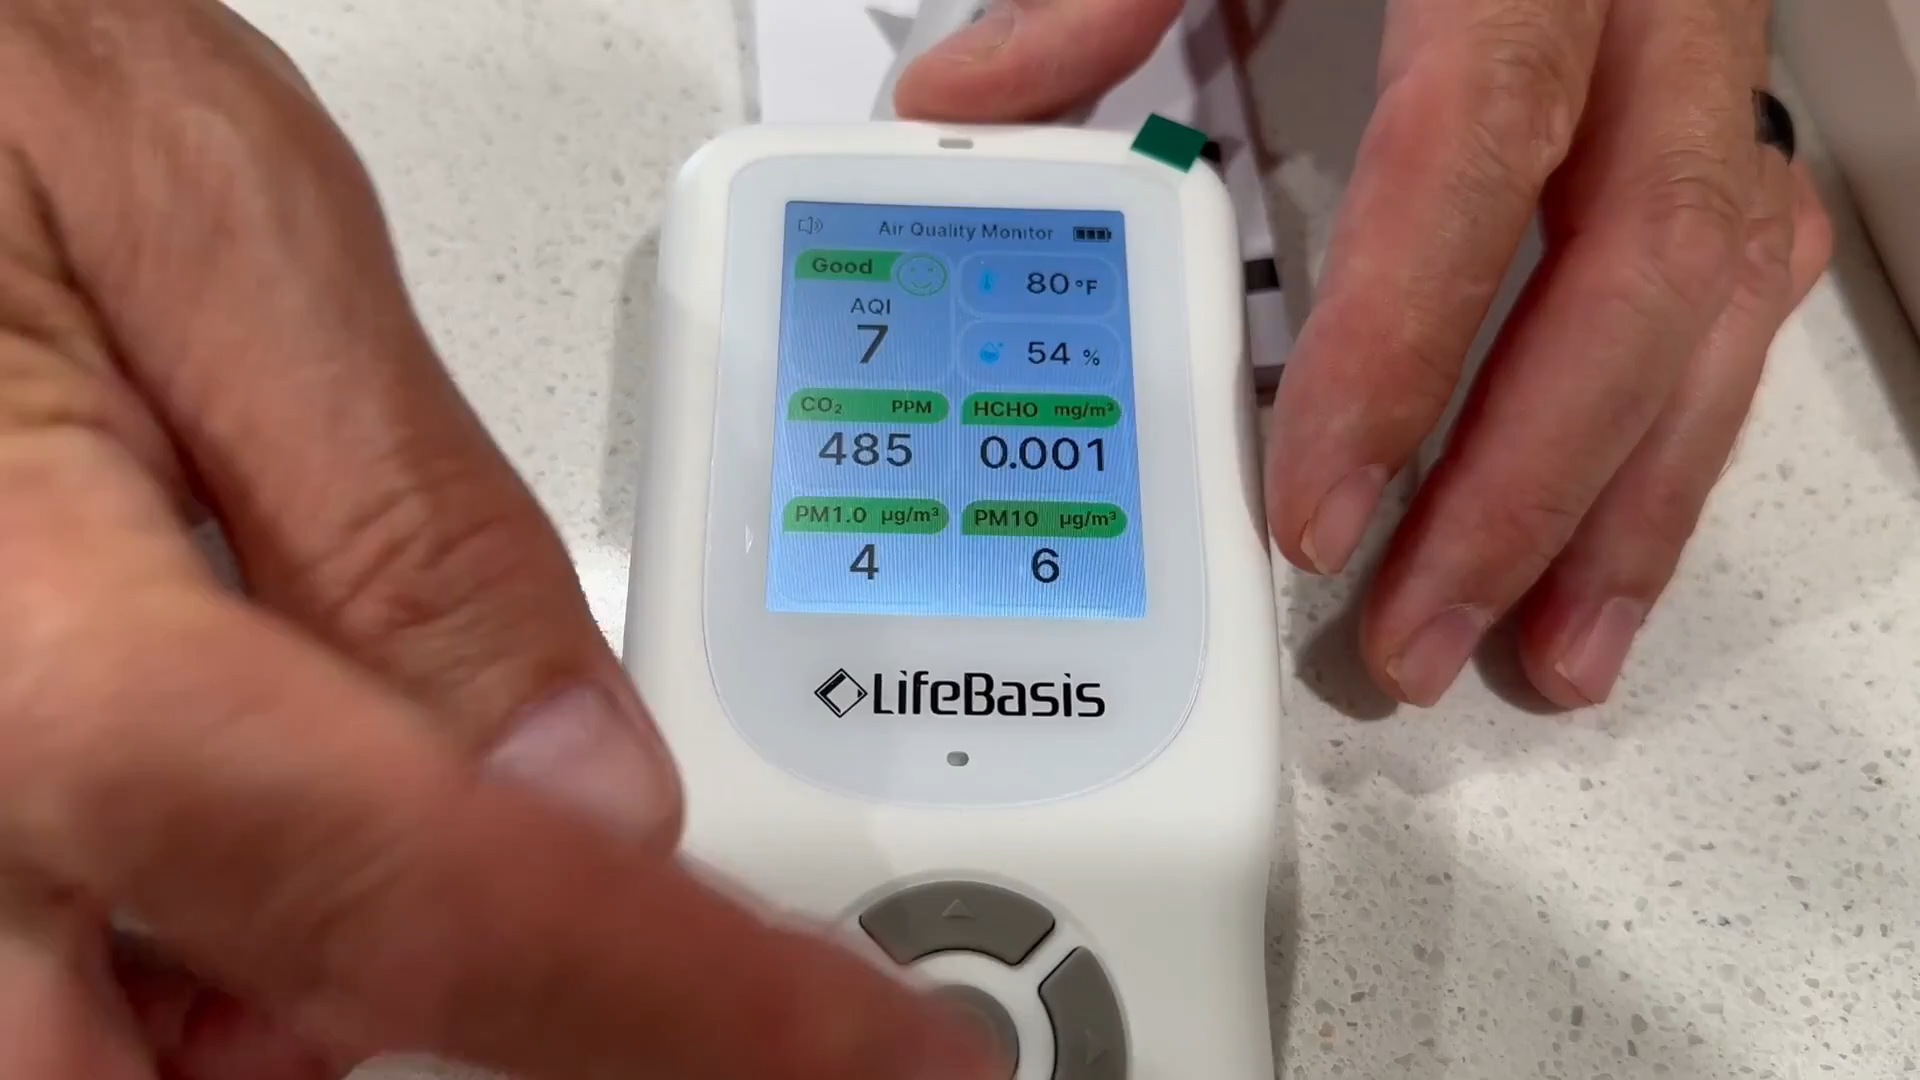 Air Quality Monitor
Good
AQI
7
80°F
54 %
CO₂ PPM
485
HCHO mg/m³
0.001
PM1.0 µg/m³
4
PM10 µg/m³
6
LifeBasis